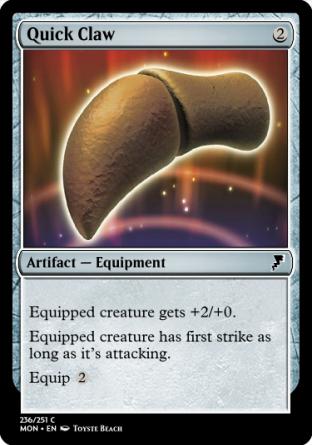 Quick Claw 2
Artifact — Equipment
Equipped creature gets +2/+0.
Equipped creature has first strike as
long as it's attacking.
Equip 2
236/251 C
MON • EN Toyste Beach